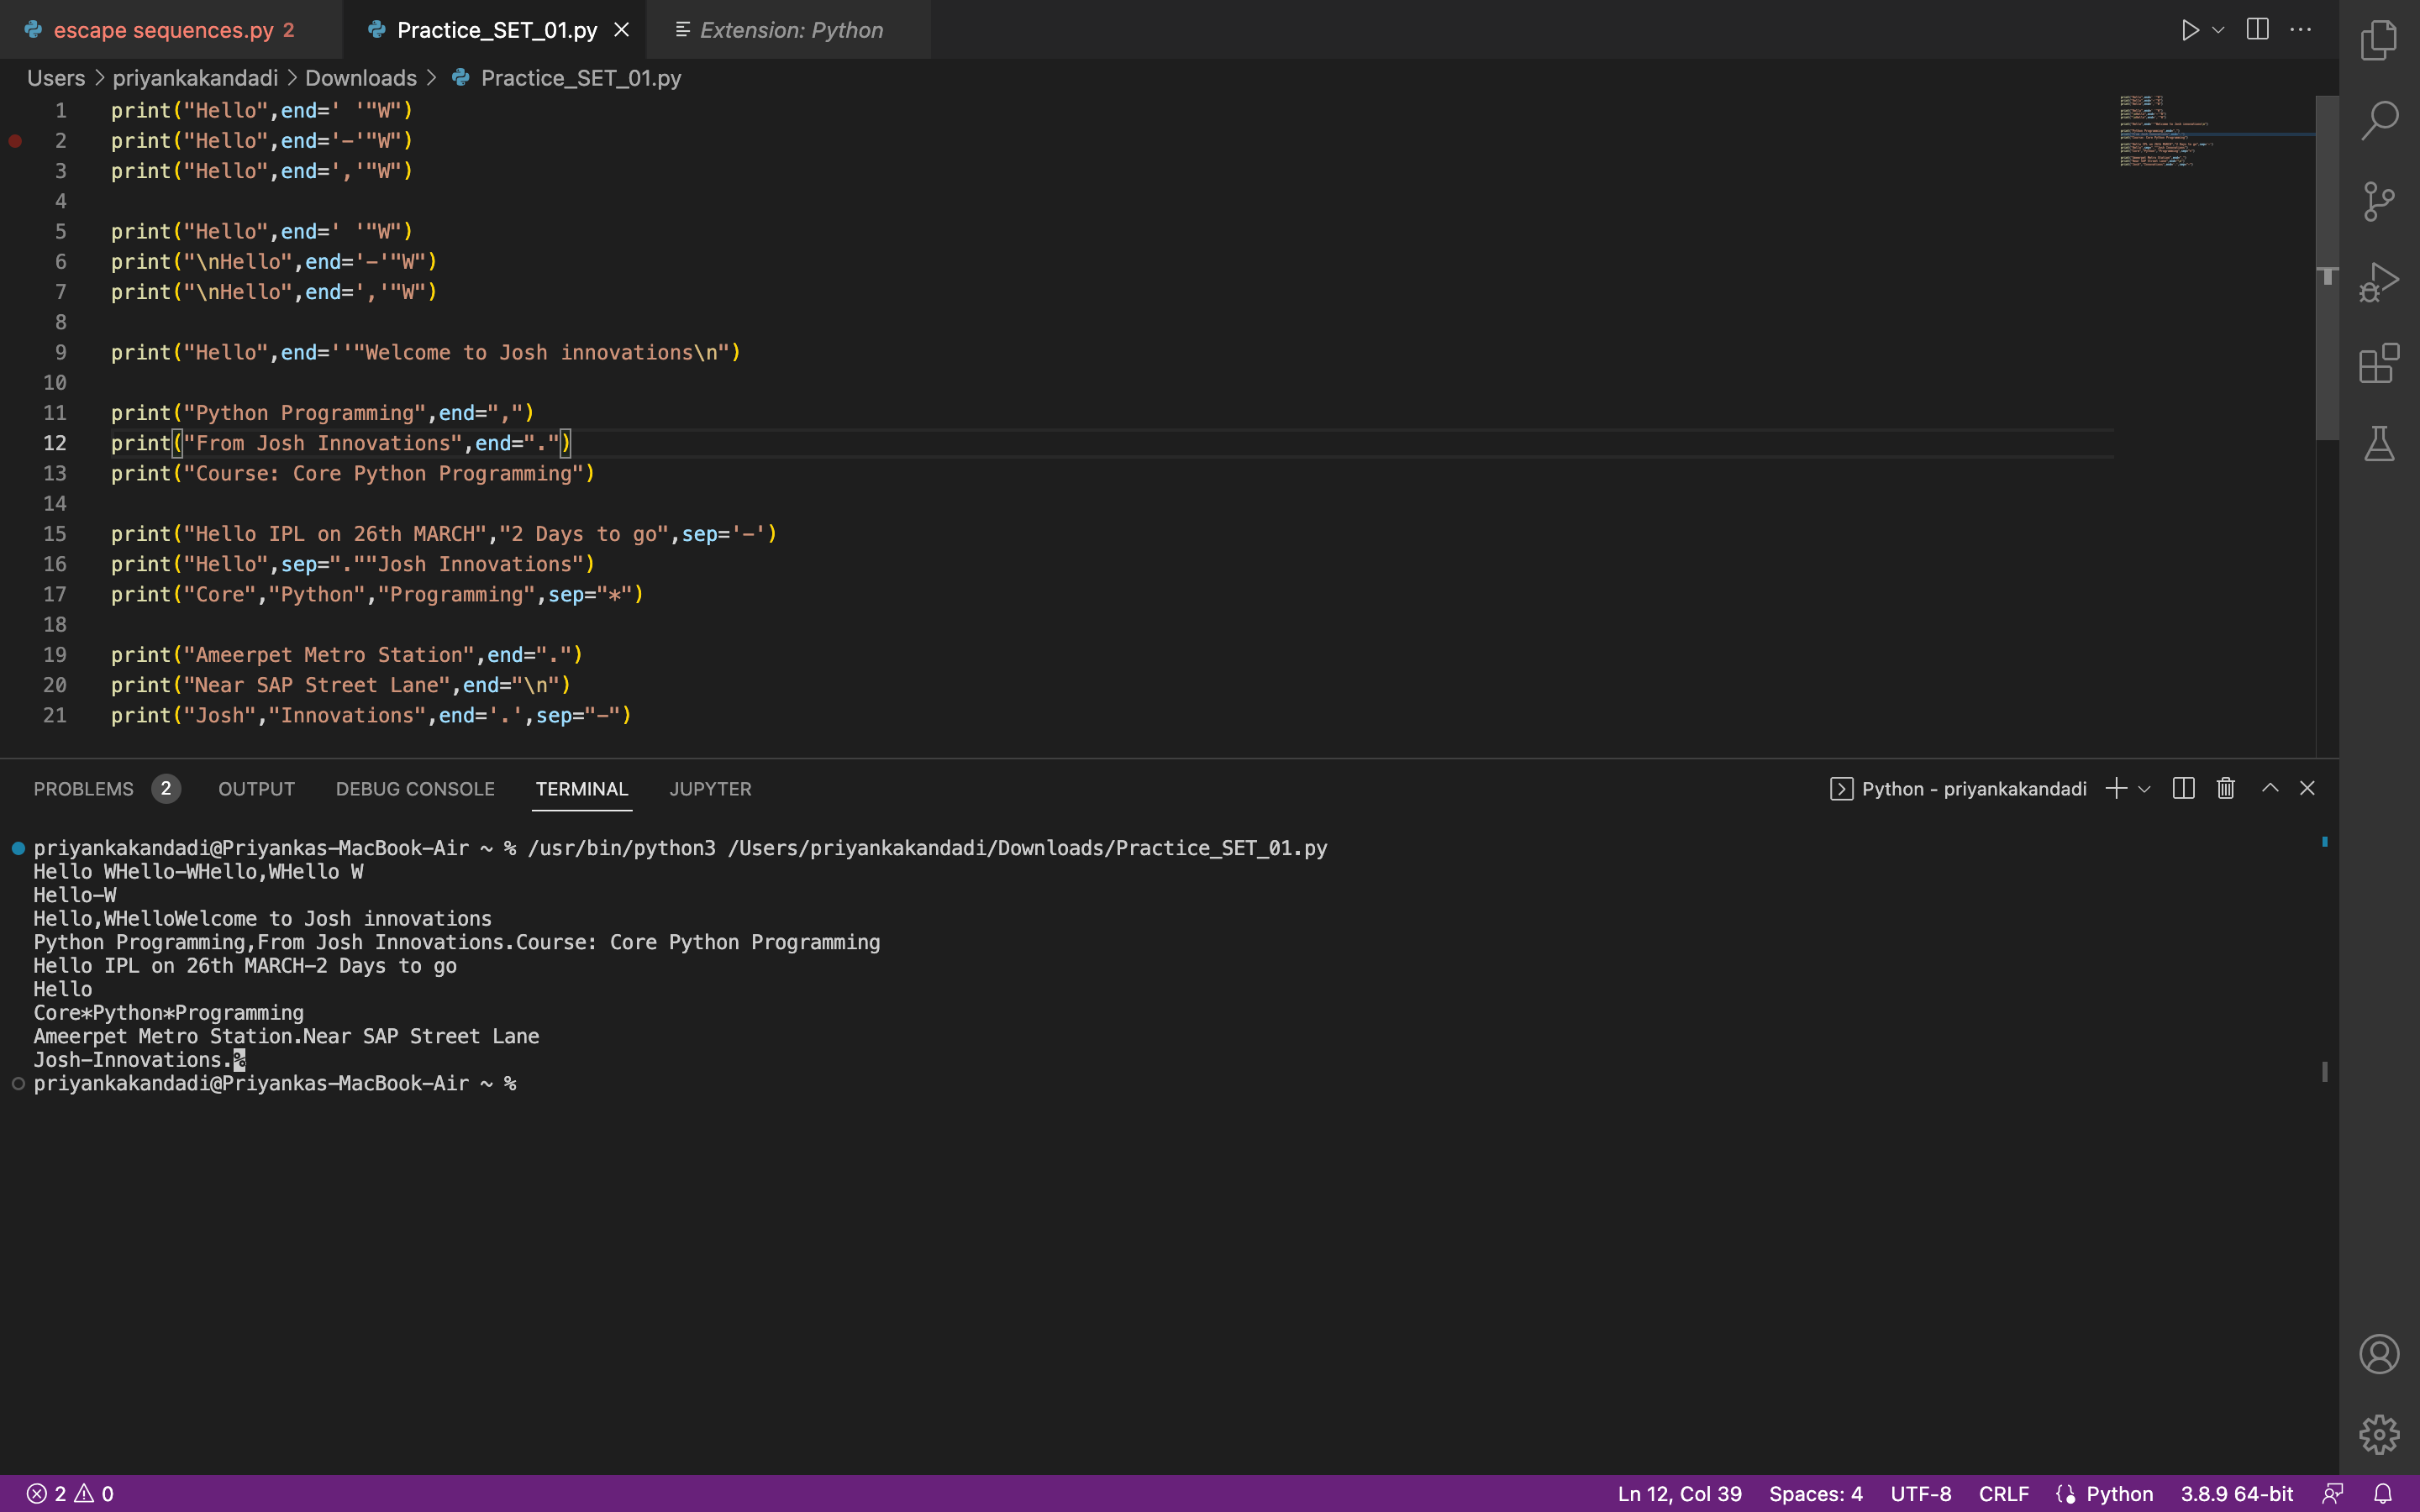 escape sequences.py 2 Practice_SET_01.py Extension: Python
Users > priyankakandadi > Downloads > Practice_SET_01.py
1 print("Hello",end=' '"W")
2 print("Hello",end='-'"W")
3 print("Hello",end=','"W")
4
5 print("Hello",end=' '"W")
6 print("\nHello",end='-'"W")
7 print("\nHello",end=','"W")
8
9 print("Hello",end=''"Welcome to Josh innovations\n")
10
11 print("Python Programming",end=",")
12 print("From Josh Innovations",end=".")
13 print("Course: Core Python Programming")
14
15 print("Hello IPL on 26th MARCH","2 Days to go",sep='-')
16 print("Hello",sep=".""Josh Innovations")
17 print("Core","Python","Programming",sep="*")
18
19 print("Ameerpet Metro Station",end=".")
20 print("Near SAP Street Lane",end="\n")
21 print("Josh","Innovations",end='.',sep="-")
PROBLEMS 2 OUTPUT DEBUG CONSOLE TERMINAL JUPYTER Python - priyankakandadi
priyankakandadi@Priyankas-MacBook-Air ~ % /usr/bin/python3 /Users/priyankakandadi/Downloads/Practice_SET_01.py
Hello WHello-WHello,WHello W
Hello-W
Hello,WHelloWelcome to Josh innovations
Python Programming,From Josh Innovations.Course: Core Python Programming
Hello IPL on 26th MARCH-2 Days to go
Hello
Core*Python*Programming
Ameerpet Metro Station.Near SAP Street Lane
Josh-Innovations.%
priyankakandadi@Priyankas-MacBook-Air ~ %
2 0 Ln 12, Col 39 Spaces: 4 UTF-8 CRLF Python 3.8.9 64-bit